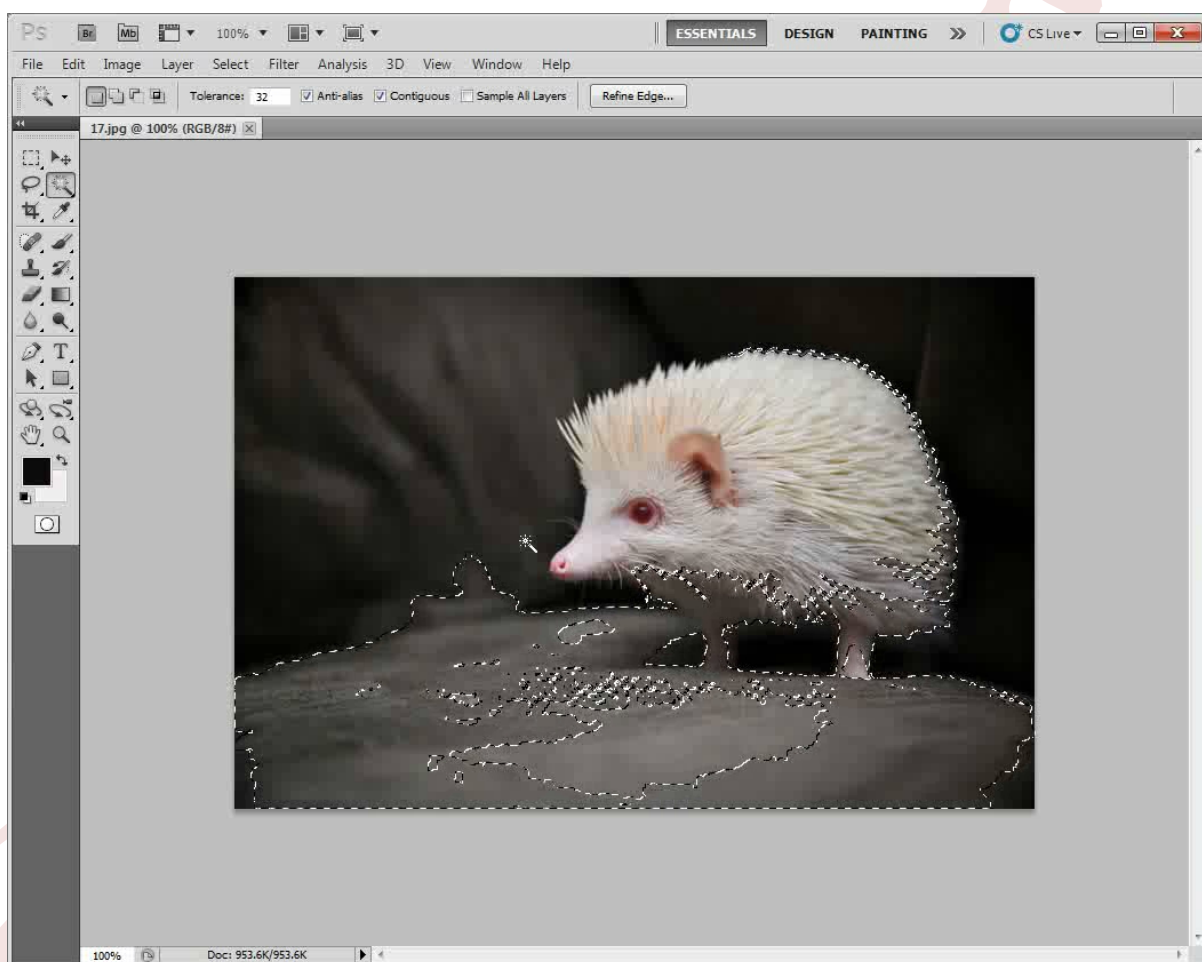 Ps Br Mb 100% ESSENTIALS DESIGN PAINTING CS Live
File Edit Image Layer Select Filter Analysis 3D View Window Help
Tolerance: 32 Anti-alias Contiguous Sample All Layers Refine Edge...
17.jpg @ 100% (RGB/8#)
T
100% Doc: 953.6K/953.6K